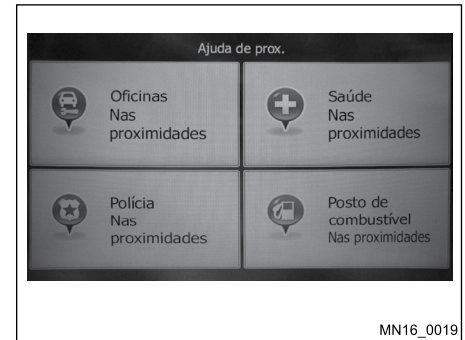 Ajuda de prox.
Oficinas
Nas
proximidades
Saúde
Nas
proximidades
Polícia
Nas
proximidades
Posto de
combustível
Nas proximidades
MN16_0019